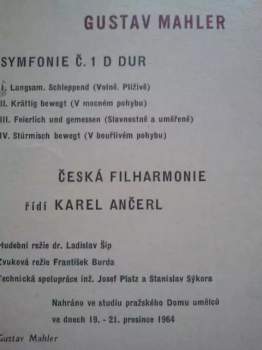 GUSTAV MAHLER
SYMFONIE Č. 1 D DUR
I. Langsam. Schleppend (Volně. Plíživě)
II. Kräftig bewegt (V mocném pohybu)
III. Feierlich und gemessen (Slavnostně a uměřeně)
IV. Stürmisch bewegt (V bouřlivém pohybu)
ČESKÁ FILHARMONIE
řídí KAREL ANČERL
Hudební režie dr. Ladislav Šíp
Zvuková režie František Burda
Technická spolupráce inž. Josef Platz a Stanislav Sýkora
Nahráno ve studiu pražského Domu umělců
ve dnech 19. - 21. prosince 1964
Gustav Mahler